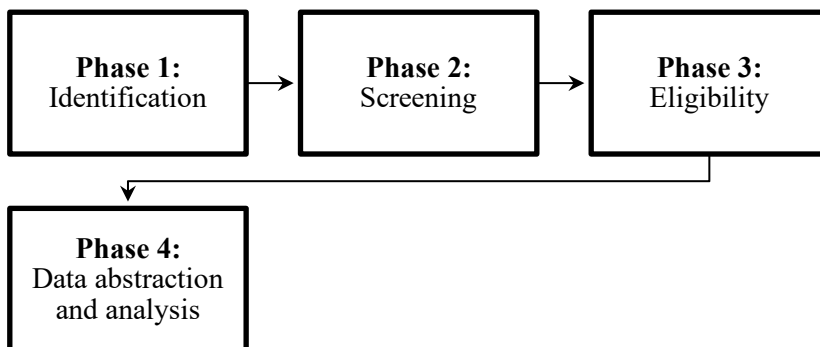 Phase 1:
Identification
Phase 2:
Screening
Phase 3:
Eligibility
Phase 4:
Data abstraction
and analysis